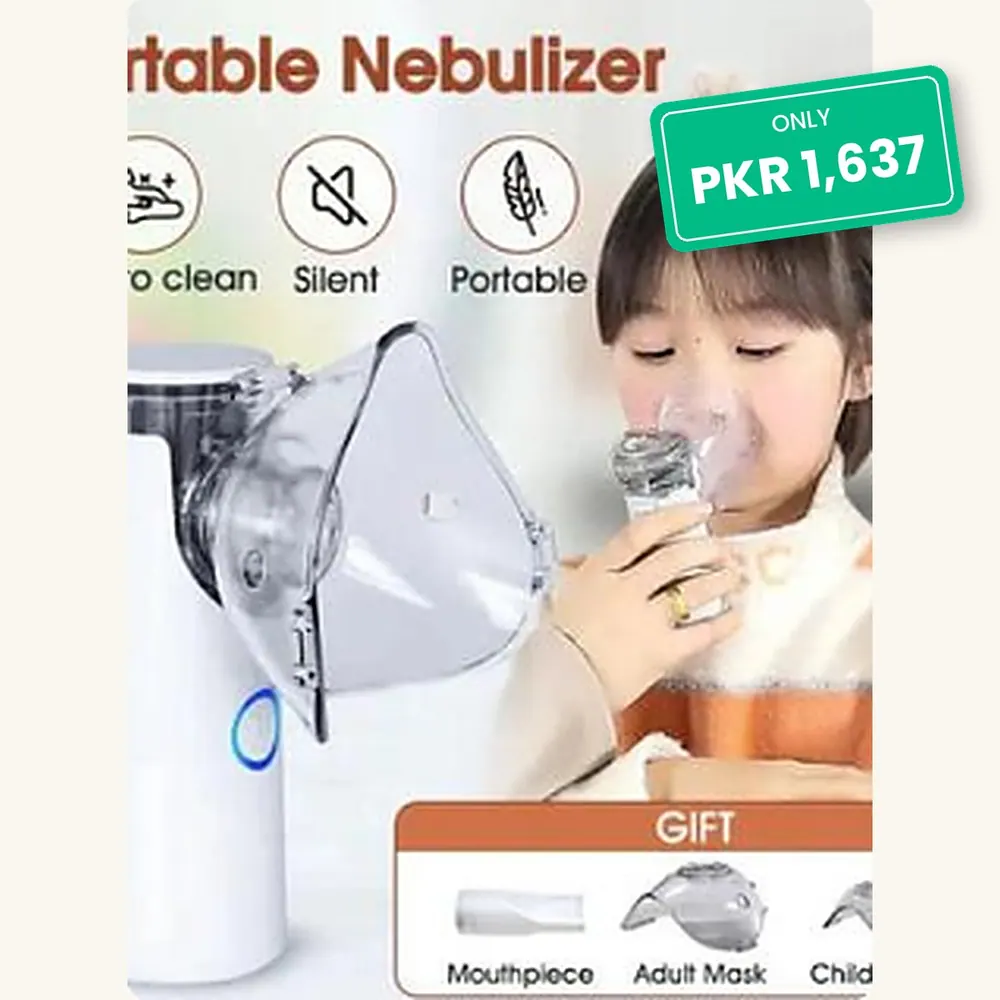 rtable Nebulizer
ONLY
PKR 1,637
o clean
Silent
Portable
GIFT
Mouthpiece
Adult Mask
Child